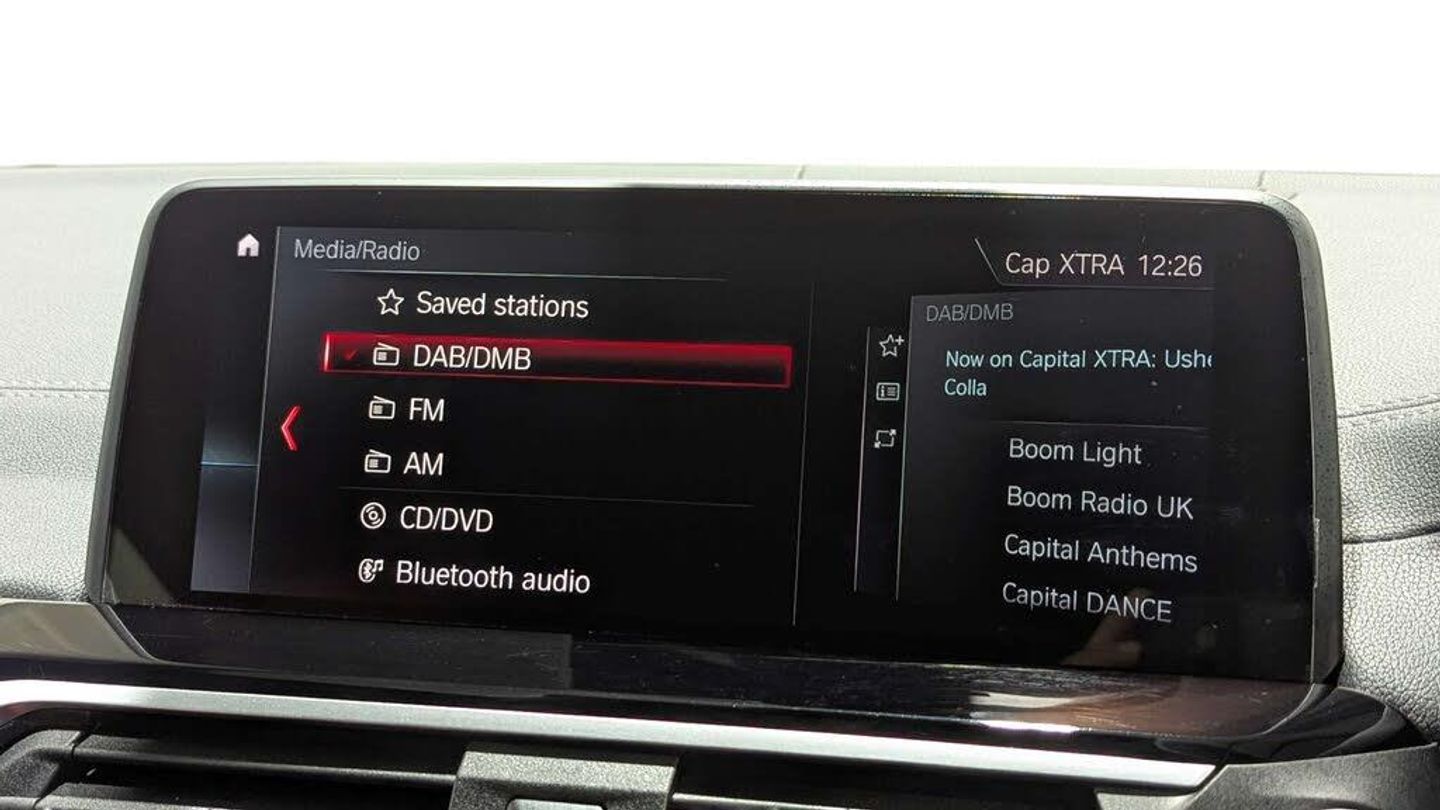 Media/Radio
Cap XTRA 12:26
Saved stations
DAB/DMB
FM
AM
CD/DVD
Bluetooth audio
DAB/DMB
Now on Capital XTRA:
Colla
Boom Light
Boom Radio UK
Capital Anthems
Capital DANCE